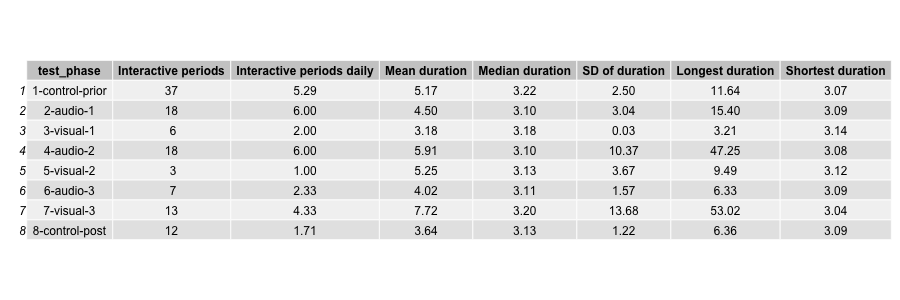 test_phase Interactive periods Interactive periods daily Mean duration Median duration SD of duration Longest duration Shortest duration
1 1-control-prior 37 5.29 5.17 3.22 2.50 11.64 3.07
2 2-audio-1 18 6.00 4.50 3.10 3.04 15.40 3.09
3 3-visual-1 6 2.00 3.18 3.18 0.03 3.21 3.14
4 4-audio-2 18 6.00 5.91 3.10 10.37 47.25 3.08
5 5-visual-2 3 1.00 5.25 3.13 3.67 9.49 3.12
6 6-audio-3 7 2.33 4.02 3.11 1.57 6.33 3.09
7 7-visual-3 13 4.33 7.72 3.20 13.68 53.02 3.04
8 8-control-post 12 1.71 3.64 3.13 1.22 6.36 3.09